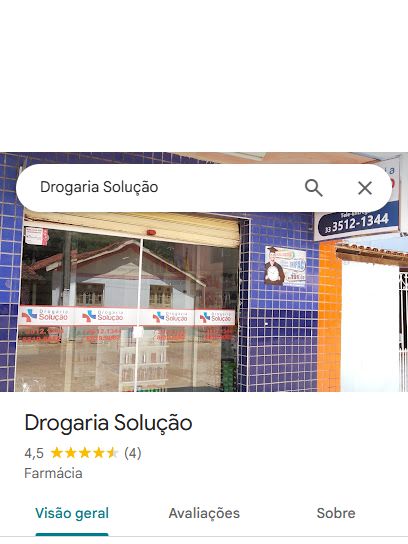 Drogaria Solução
Tele-Entrega
33 3512-1344
Drogaria Solução
Drogaria Solução
Drogaria Solução
Drogaria Solução
Drogaria Solução
4,5 (4)
Farmácia
Visão geral
Avaliações
Sobre